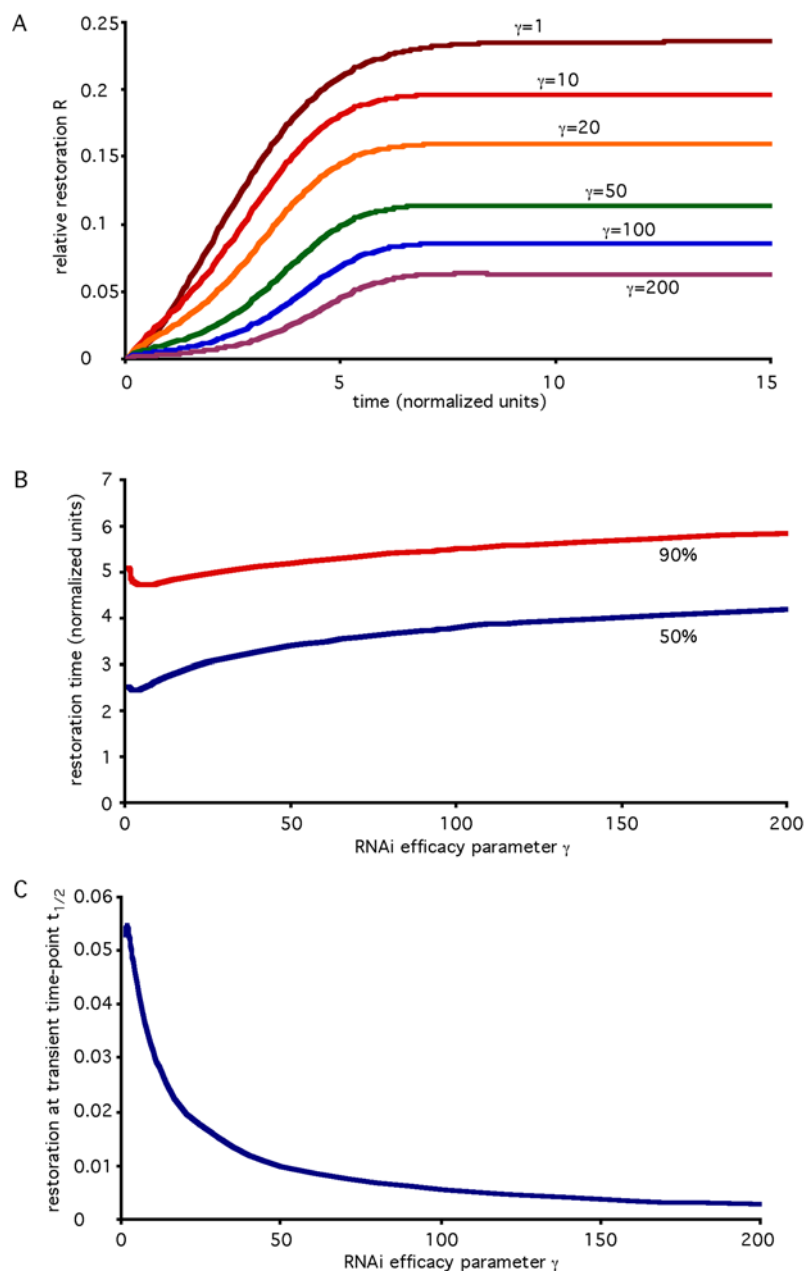 A
0.25
0.2
0.15
0.1
0.05
0
relative restoration R
γ=1
γ=10
γ=20
γ=50
γ=100
γ=200
0
5
10
15
time (normalized units)
B
7
6
5
4
3
2
1
0
restoration time (normalized units)
90%
50%
0
50
100
150
200
RNAi efficacy parameter γ
C
0.06
0.05
0.04
0.03
0.02
0.01
0
restoration at transient time-point t1/2
0
50
100
150
200
RNAi efficacy parameter γ